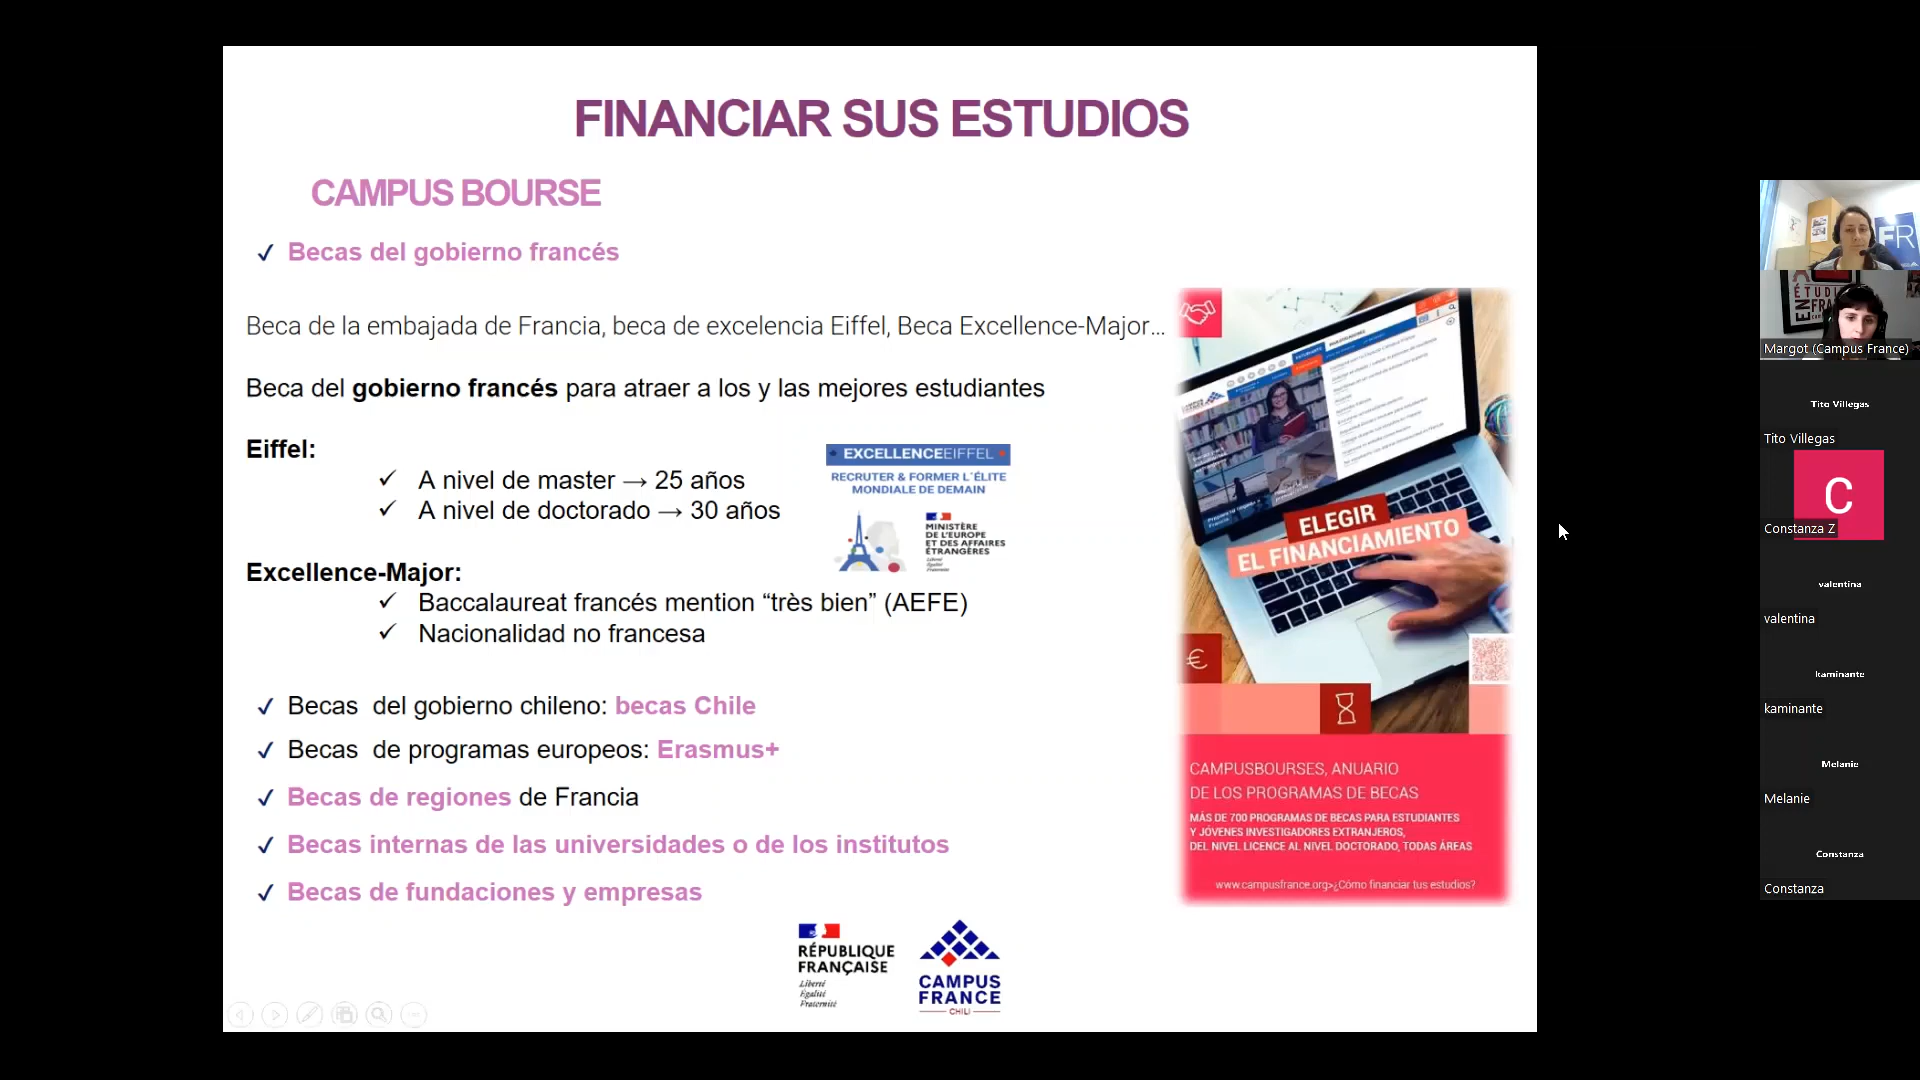 FINANCIAR SUS ESTUDIOS
CAMPUS BOURSE
✓ Becas del gobierno francés
Beca de la embajada de Francia, beca de excelencia Eiffel, Beca Excellence-Major...
Beca del gobierno francés para atraer a los y las mejores estudiantes
Eiffel:
✓ A nivel de master → 25 años
✓ A nivel de doctorado → 30 años
EXCELLENCEEIFFEL
RECRUTER & FORMER L´ÉLITE
MONDIALE DE DEMAIN
MINISTÈRE
DE L'EUROPE
ET DES AFFAIRES
ÉTRANGÈRES
Liberté
Égalité
Fraternité
Excellence-Major:
✓ Baccalaureat francés mention “très bien” (AEFE)
✓ Nacionalidad no francesa
✓ Becas del gobierno chileno: becas Chile
✓ Becas de programas europeos: Erasmus+
✓ Becas de regiones de Francia
✓ Becas internas de las universidades o de los institutos
✓ Becas de fundaciones y empresas
CAMPUS
FRANCE
ELEGIR
EL FINANCIAMIENTO
€
CAMPUSBOURSES, ANUARIO
DE LOS PROGRAMAS DE BECAS
MÁS DE 700 PROGRAMAS DE BECAS PARA ESTUDIANTES
Y JÓVENES INVESTIGADORES EXTRANJEROS,
DEL NIVEL LICENCE AL NIVEL DOCTORADO, TODAS ÁREAS
www.campusfrance.org>¿Cómo financiar tus estudios?
RÉPUBLIQUE
FRANÇAISE
Liberté
Égalité
Fraternité
CAMPUS
FRANCE
CHILI
FR
ÉTUDI
EN
FRAN
Margot (Campus France)
Tito Villegas
Tito Villegas
C
Constanza Z
valentina
valentina
kaminante
kaminante
Melanie
Melanie
Constanza
Constanza